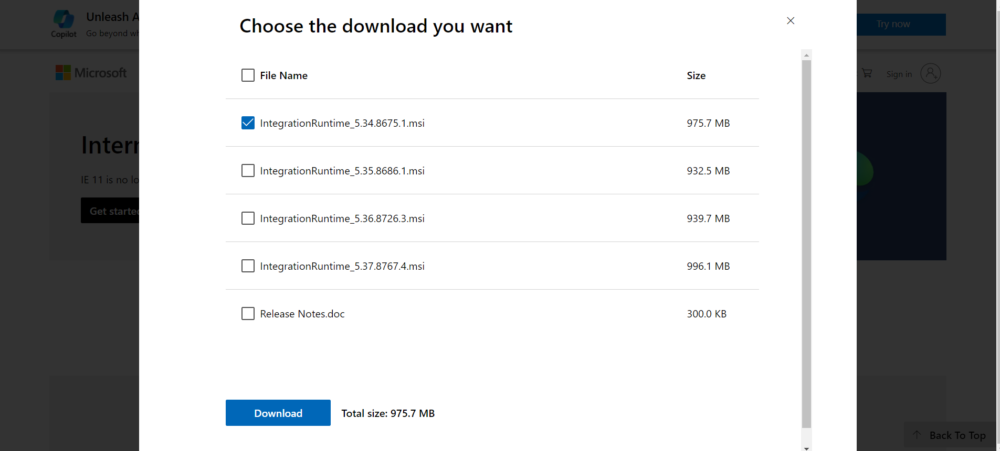 Unleash A
Copilot
Go beyond wh
Try now
Microsoft
Sign in
Intern
IE 11 is no lo
Get started
Choose the download you want
File Name Size
IntegrationRuntime_5.34.8675.1.msi 975.7 MB
IntegrationRuntime_5.35.8686.1.msi 932.5 MB
IntegrationRuntime_5.36.8726.3.msi 939.7 MB
IntegrationRuntime_5.37.8767.4.msi 996.1 MB
Release Notes.doc 300.0 KB
Download Total size: 975.7 MB
Back To Top